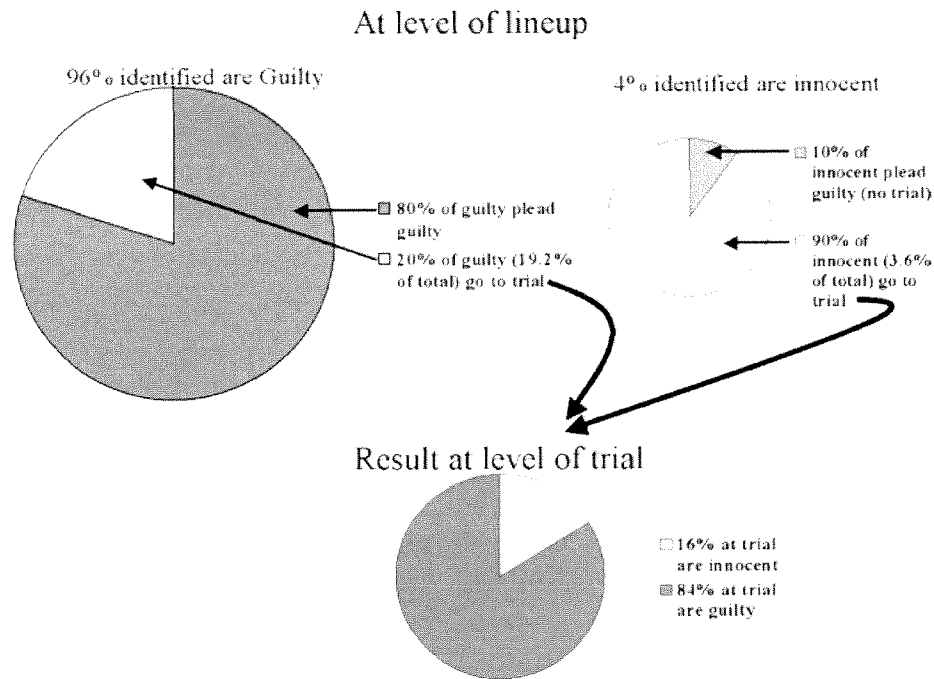 At level of lineup
96% identified are Guilty
4% identified are innocent
10% of
innocent plead
guilty (no trial)
80% of guilty plead
guilty
20% of guilty (19.2%
of total) go to trial
90% of
innocent (3.6%
of total) go to
trial
Result at level of trial
16% at trial
are innocent
84% at trial
are guilty